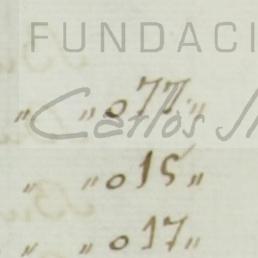 FUNDACI
„ „ 077 „
Carlos
„ „ 015 „
„ „ 017 „